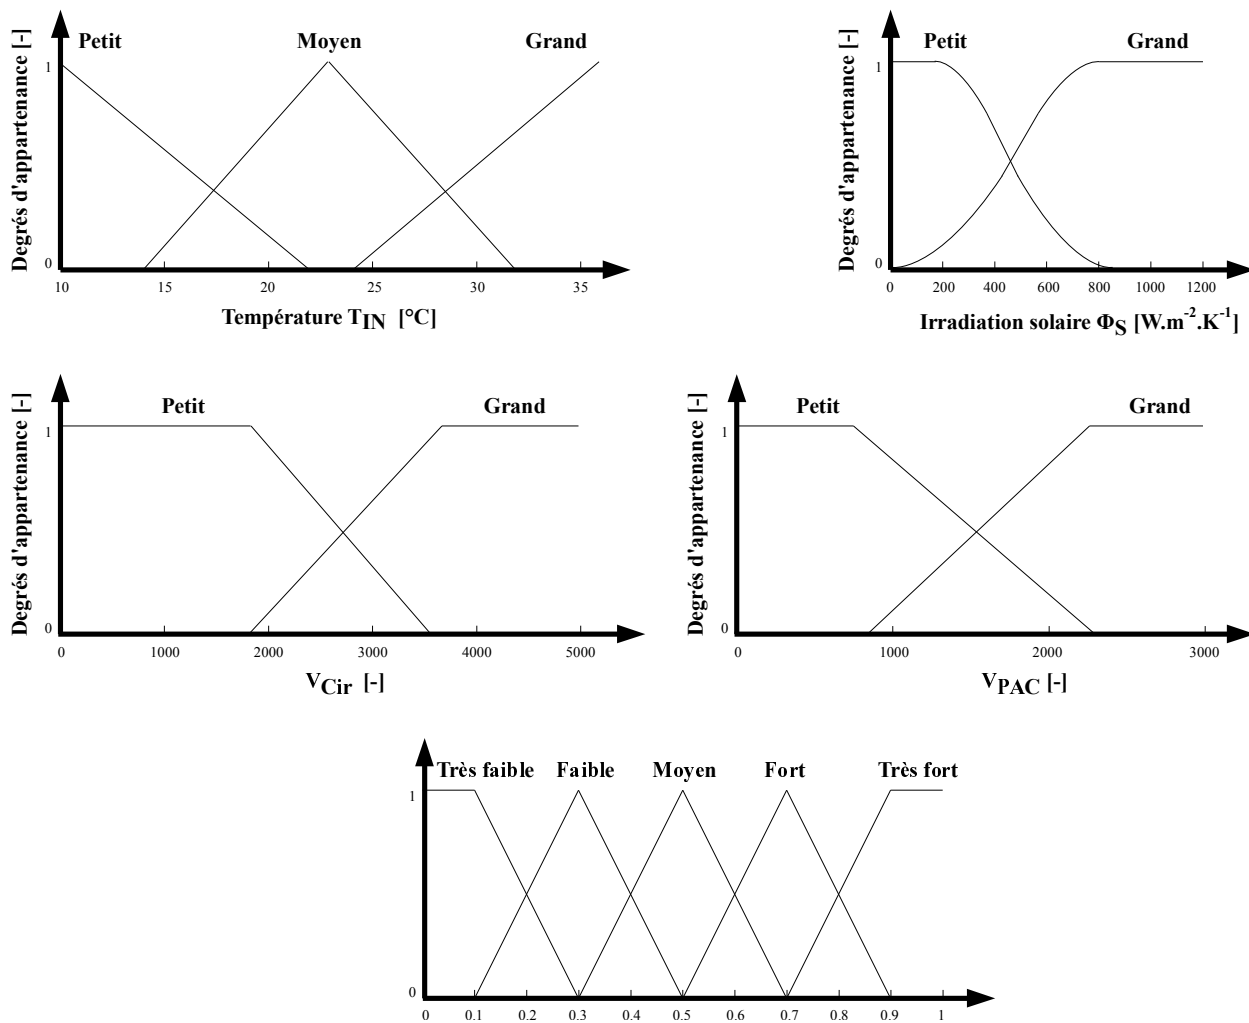 Petit Moyen Grand
Degrés d'appartenance [-]
1
0
10 15 20 25 30 35
Température TIN [°C]
Petit Grand
Degrés d'appartenance [-]
1
0
0 200 400 600 800 1000 1200
Irradiation solaire ΦS [W.m-2.K-1]
Petit Grand
Degrés d'appartenance [-]
1
0
0 1000 2000 3000 4000 5000
VCir [-]
Petit Grand
Degrés d'appartenance [-]
1
0
0 1000 2000 3000
VPAC [-]
Très faible Faible Moyen Fort Très fort
1
0
0 0.1 0.2 0.3 0.4 0.5 0.6 0.7 0.8 0.9 1